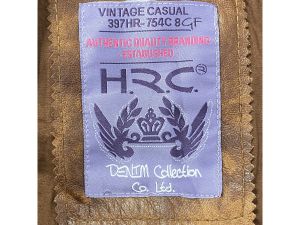 VINTAGE CASUAL
397HR-754C 8GF
AUTHENTIC QUALITY BRANDING
ESTABLISHED
H.R.C.®
DENIM Collection
Co. Ltd.